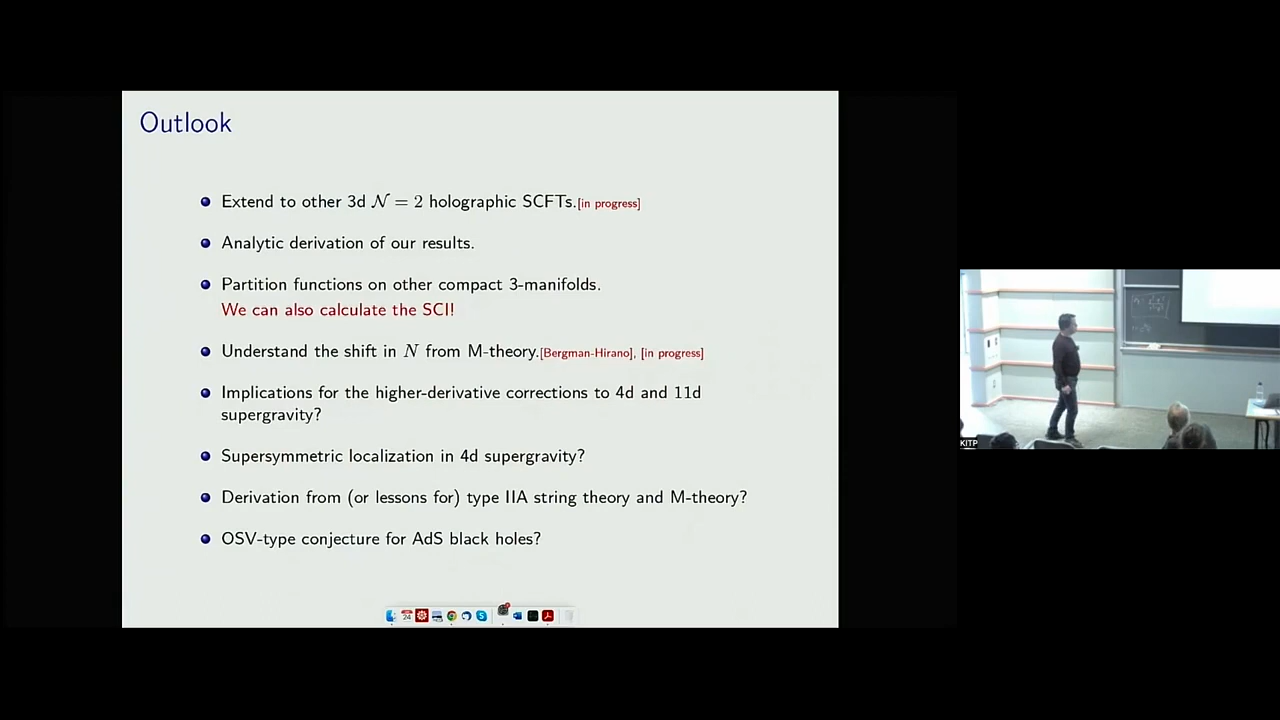 Outlook
Extend to other 3d 𝒩 = 2 holographic SCFTs.[in progress]
Analytic derivation of our results.
Partition functions on other compact 3-manifolds.
We can also calculate the SCI!
Understand the shift in N from M-theory.[Bergman-Hirano], [in progress]
Implications for the higher-derivative corrections to 4d and 11d
supergravity?
Supersymmetric localization in 4d supergravity?
Derivation from (or lessons for) type IIA string theory and M-theory?
OSV-type conjecture for AdS black holes?
24
KITP